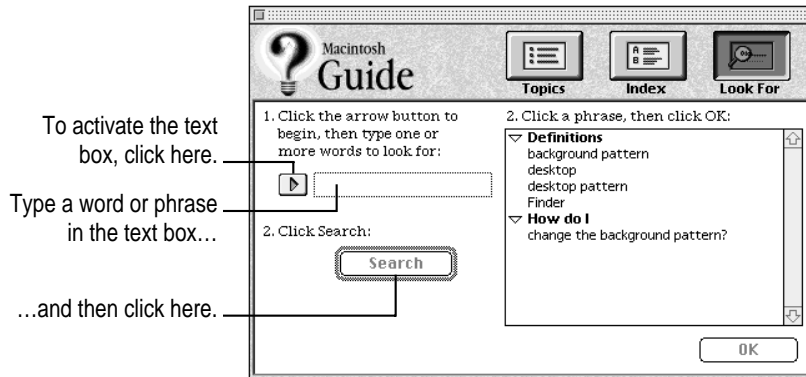 Macintosh
Guide
Topics
Index
Look For
To activate the text
box, click here.
Type a word or phrase
in the text box…
…and then click here.
1. Click the arrow button to
begin, then type one or
more words to look for:
2. Click Search:
Search
2. Click a phrase, then click OK:
Definitions
background pattern
desktop
desktop pattern
Finder
How do I
change the background pattern?
OK